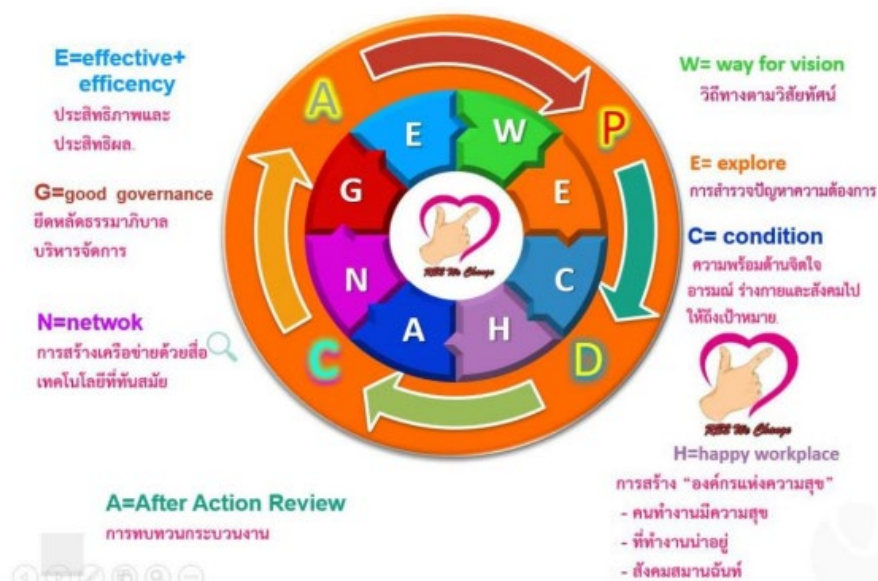 E=effective+
efficency
ประสิทธิภาพและ
ประสิทธิผล.
G=good governance
ยึดหลัดธรรมาภิบาล
บริหารจัดการ
N=netwok
การสร้างเครือข่ายด้วยสื่อ
เทคโนโลยีที่ทันสมัย
A=After Action Review
การทบทวนกระบวนงาน
A
P
D
C
E
W
G
E
N
C
A
H
RBS We Change
W= way for vision
วิถีทางตามวิสัยทัศน์
E= explore
การสำรวจปัญหาความต้องการ
C= condition
ความพร้อมด้านจิตใจ
อารมณ์ ร่างกายและสังคมไป
ให้ถึงเป้าหมาย.
RBS We Change
H=happy workplace
การสร้าง "องค์กรแห่งความสุข"
- คนทำงานมีความสุข
- ที่ทำงานน่าอยู่
- สังคมสมานฉันท์